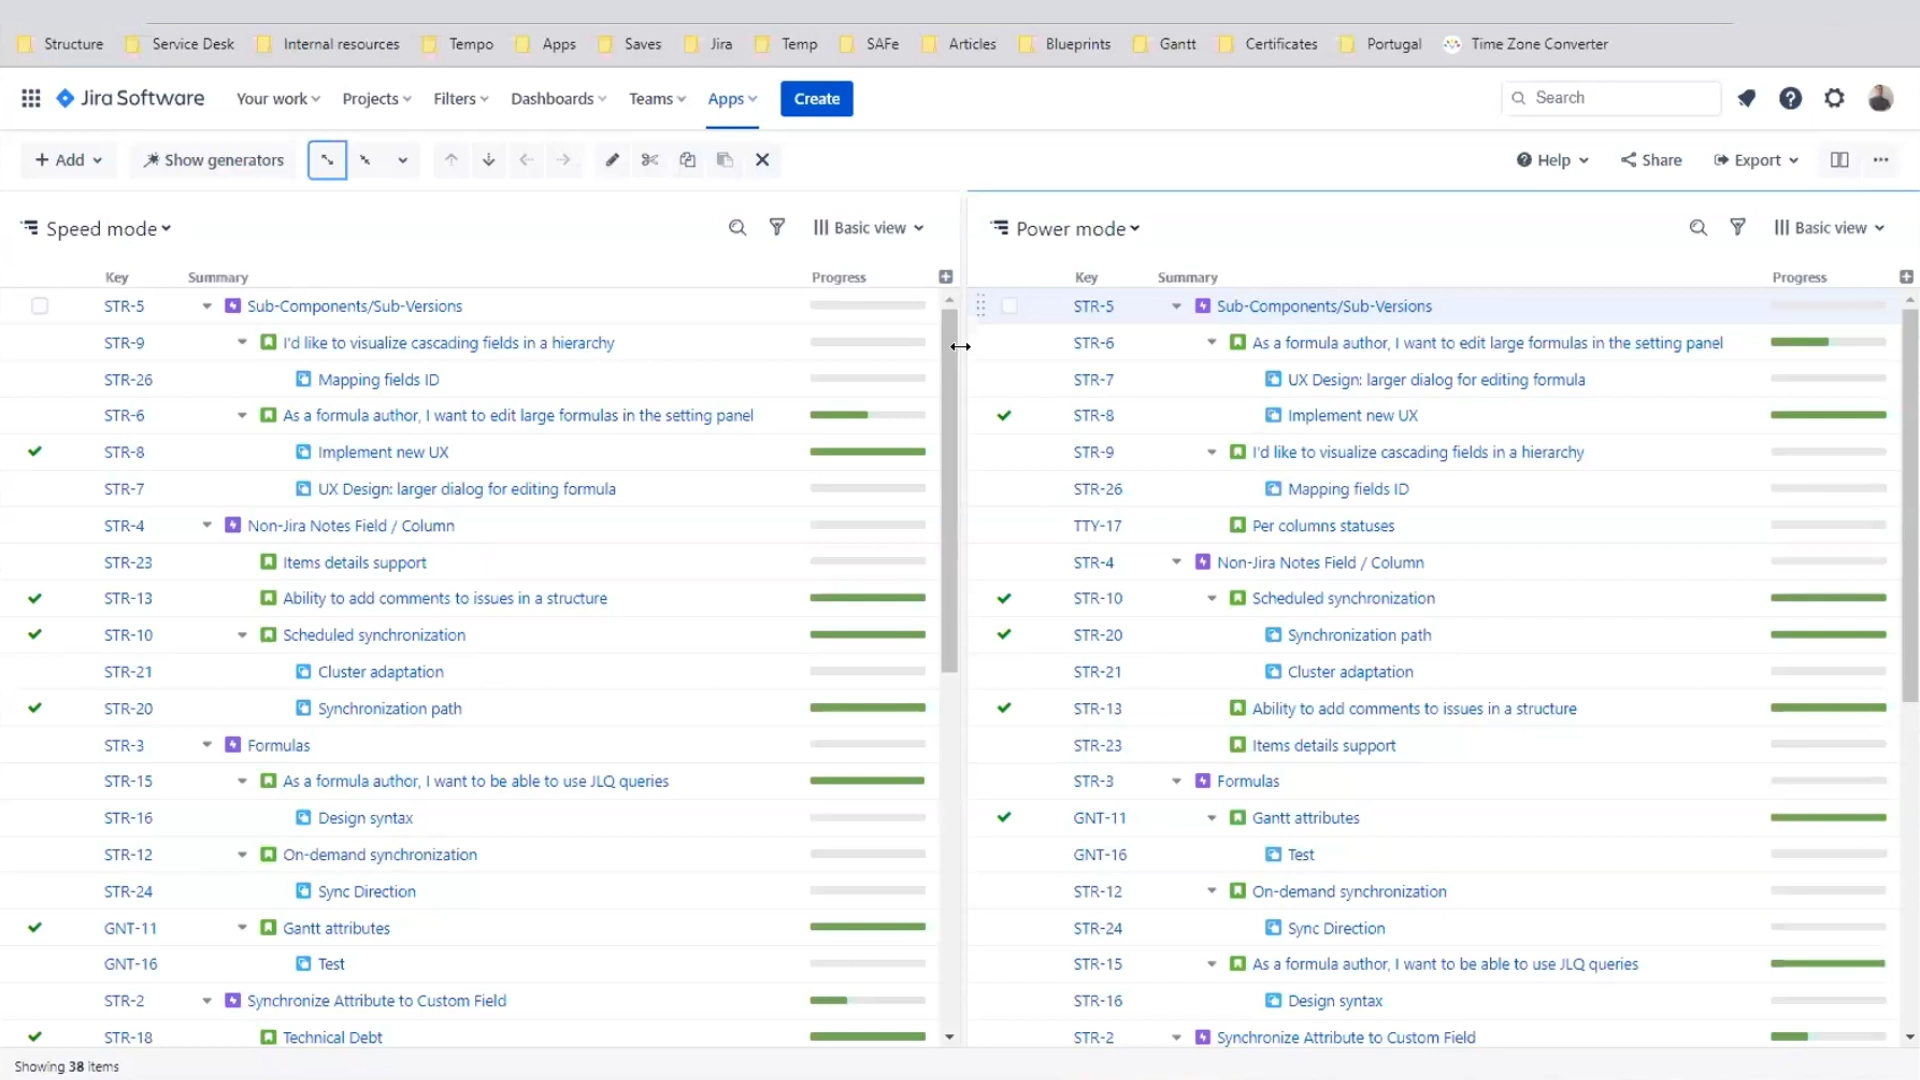 Structure Service Desk Internal resources Tempo Apps Saves Jira Temp SAFe Articles Blueprints Gantt Certificates Portugal Time Zone Converter
Jira Software Your work Projects Filters Dashboards Teams Apps Create Search
+ Add Show generators Help Share Export
Speed mode Basic view
Key Summary Progress
STR-5 Sub-Components/Sub-Versions
STR-9 I'd like to visualize cascading fields in a hierarchy
STR-26 Mapping fields ID
STR-6 As a formula author, I want to edit large formulas in the setting panel
STR-8 Implement new UX
STR-7 UX Design: larger dialog for editing formula
STR-4 Non-Jira Notes Field / Column
STR-23 Items details support
STR-13 Ability to add comments to issues in a structure
STR-10 Scheduled synchronization
STR-21 Cluster adaptation
STR-20 Synchronization path
STR-3 Formulas
STR-15 As a formula author, I want to be able to use JLQ queries
STR-16 Design syntax
STR-12 On-demand synchronization
STR-24 Sync Direction
GNT-11 Gantt attributes
GNT-16 Test
STR-2 Synchronize Attribute to Custom Field
STR-18 Technical Debt
Power mode Basic view
Key Summary Progress
STR-5 Sub-Components/Sub-Versions
STR-6 As a formula author, I want to edit large formulas in the setting panel
STR-7 UX Design: larger dialog for editing formula
STR-8 Implement new UX
STR-9 I'd like to visualize cascading fields in a hierarchy
STR-26 Mapping fields ID
TTY-17 Per columns statuses
STR-4 Non-Jira Notes Field / Column
STR-10 Scheduled synchronization
STR-20 Synchronization path
STR-21 Cluster adaptation
STR-13 Ability to add comments to issues in a structure
STR-23 Items details support
STR-3 Formulas
GNT-11 Gantt attributes
GNT-16 Test
STR-12 On-demand synchronization
STR-24 Sync Direction
STR-15 As a formula author, I want to be able to use JLQ queries
STR-16 Design syntax
STR-2 Synchronize Attribute to Custom Field
Showing 38 items